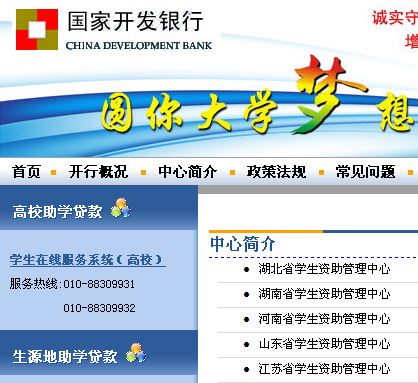 国家开发银行
CHINA DEVELOPMENT BANK
诚实守
增
圆你大学梦想
首页 开行概况 中心简介 政策法规 常见问题
高校助学贷款
学生在线服务系统(高校)
服务热线:010-88309931
010-88309932
生源地助学贷款
中心简介
湖北省学生资助管理中心
湖南省学生资助管理中心
河南省学生资助管理中心
山东省学生资助管理中心
江苏省学生资助管理中心